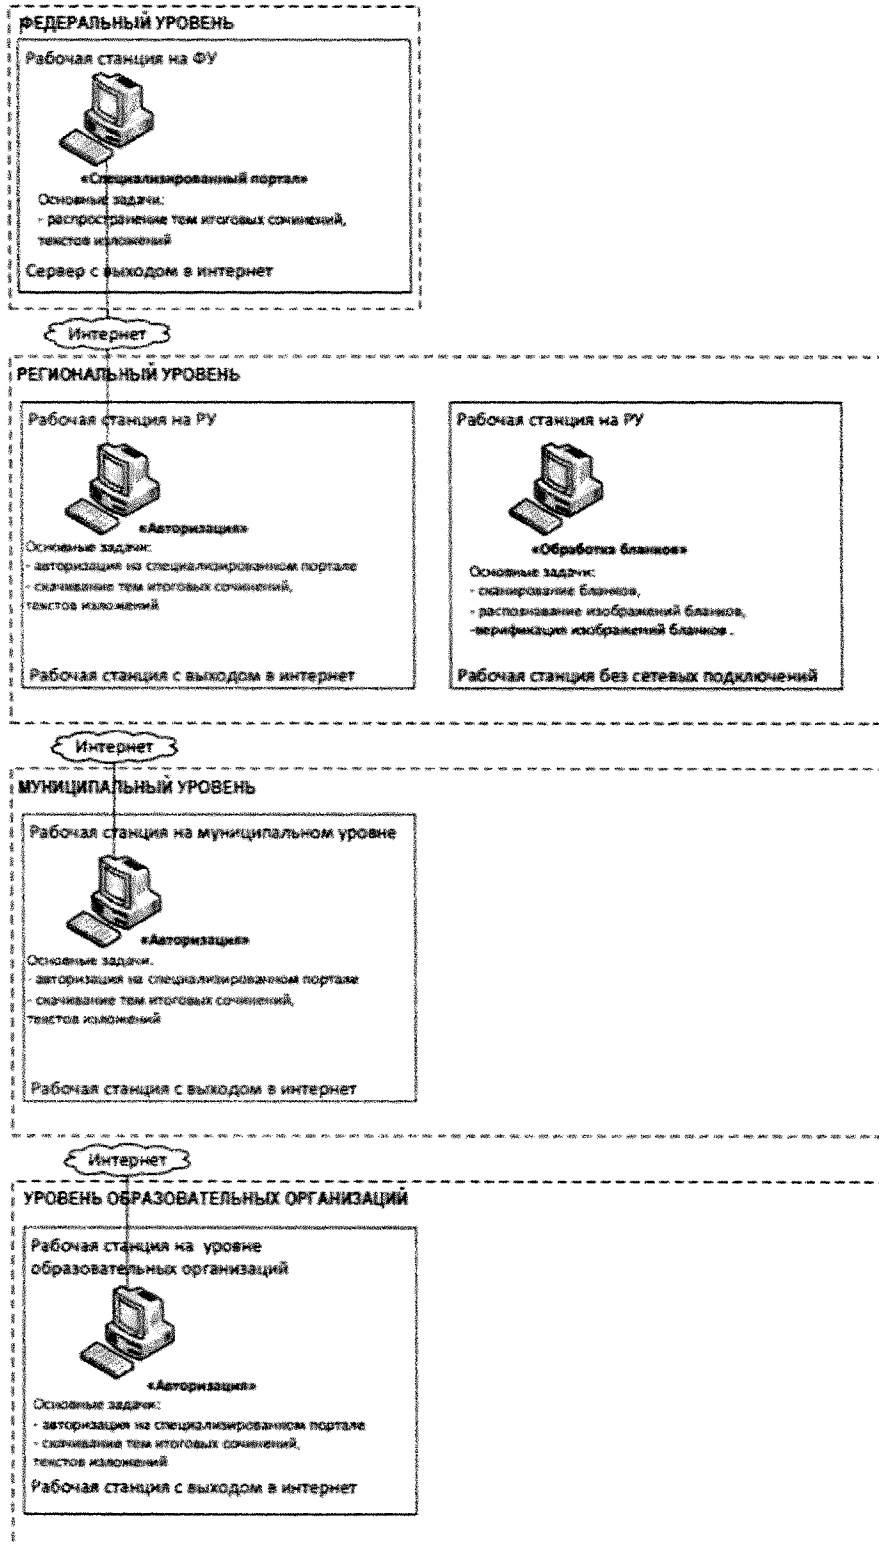 ФЕДЕРАЛЬНЫЙ УРОВЕНЬ
Рабочая станция на ФУ
«Специализированный портал»
Основные задачи:
- распространение тем итоговых сочинений,
текстов изложений
Сервер с выходом в интернет
Интернет
РЕГИОНАЛЬНЫЙ УРОВЕНЬ
Рабочая станция на РУ
«Авторизация»
Основные задачи:
- авторизация на специализированном портале
- скачивание тем итоговых сочинений,
текстов изложений
Рабочая станция с выходом в интернет
Рабочая станция на РУ
«Обработка бланков»
Основные задачи:
- сканирование бланков,
- распознавание изображений бланков,
-верификация изображений бланков .
Рабочая станция без сетевых подключений
Интернет
МУНИЦИПАЛЬНЫЙ УРОВЕНЬ
Рабочая станция на муниципальном уровне
«Авторизация»
Основные задачи.
- авторизация на специализированном портале
- скачивание тем итоговых сочинений,
текстов изложений
Рабочая станция с выходом в интернет
Интернет
УРОВЕНЬ ОБРАЗОВАТЕЛЬНЫХ ОРГАНИЗАЦИЙ
Рабочая станция на уровне
образовательных организаций
«Авторизация»
Основные задачи:
- авторизация на специализированном портале
- скачивание тем итоговых сочинений,
текстов изложений
Рабочая станция с выходом в интернет